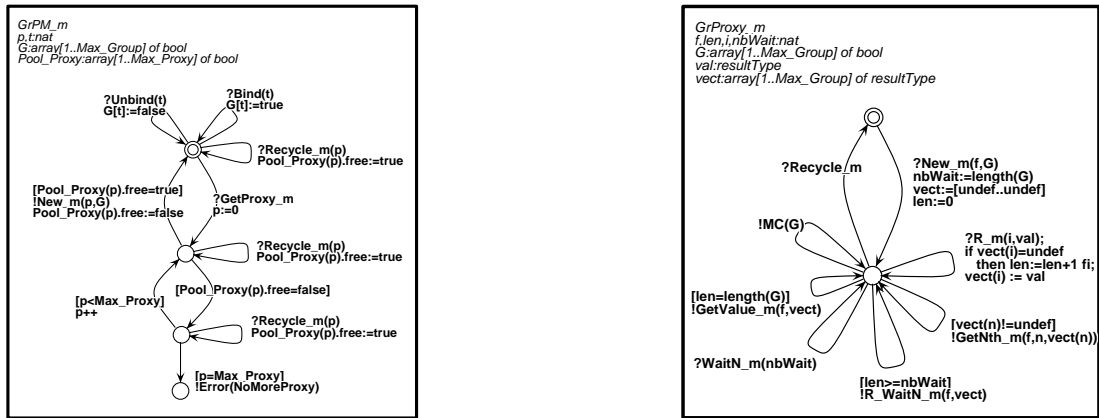 GrPM_m
p,t:nat
G:array[1..Max_Group] of bool
Pool_Proxy:array[1..Max_Proxy] of bool
?Unbind(t)
G[t]:=false
?Bind(t)
G[t]:=true
?Recycle_m(p)
Pool_Proxy(p).free:=true
[Pool_Proxy(p).free=true]
!New_m(p,G)
Pool_Proxy(p).free:=false
?GetProxy_m
p:=0
?Recycle_m(p)
Pool_Proxy(p).free:=true
[Pool_Proxy(p).free=false]
[p<Max_Proxy]
p++
?Recycle_m(p)
Pool_Proxy(p).free:=true
[p=Max_Proxy]
!Error(NoMoreProxy)
GrProxy_m
f,len,i,nbWait:nat
G:array[1..Max_Group] of bool
val:resultType
vect:array[1..Max_Group] of resultType
?Recycle_m
?New_m(f,G)
nbWait:=length(G)
vect:=[undef..undef]
len:=0
!MC(G)
?R_m(i,val);
if vect(i)=undef
then len:=len+1 fi;
vect(i) := val
[len=length(G)]
!GetValue_m(f,vect)
[vect(n)!=undef]
!GetNth_m(f,n,vect(n))
?WaitN_m(nbWait)
[len>=nbWait]
!R_WaitN_m(f,vect)